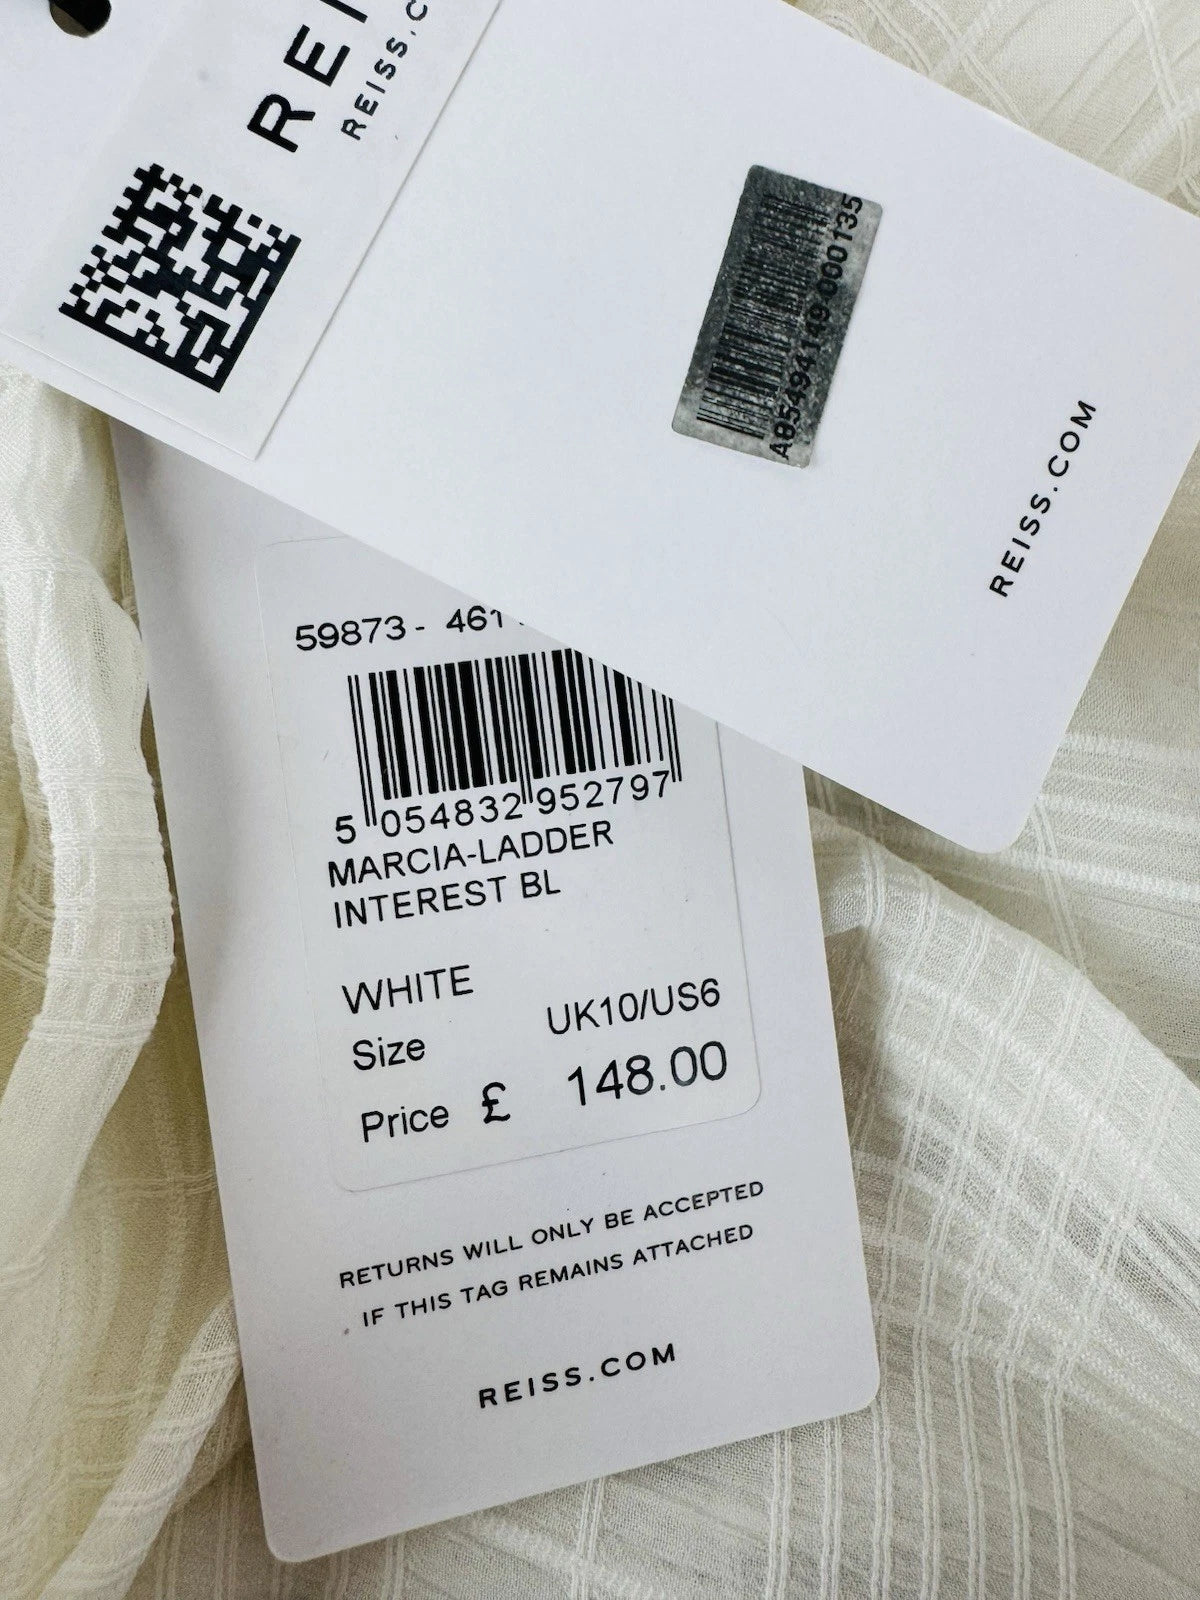 REISS.COM
A85494149 000135
REISS.COM
59873- 461
5 054832 952797
MARCIA-LADDER
INTEREST BL
WHITE
Size UK10/US6
Price £ 148.00
RETURNS WILL ONLY BE ACCEPTED
IF THIS TAG REMAINS ATTACHED
REISS.COM